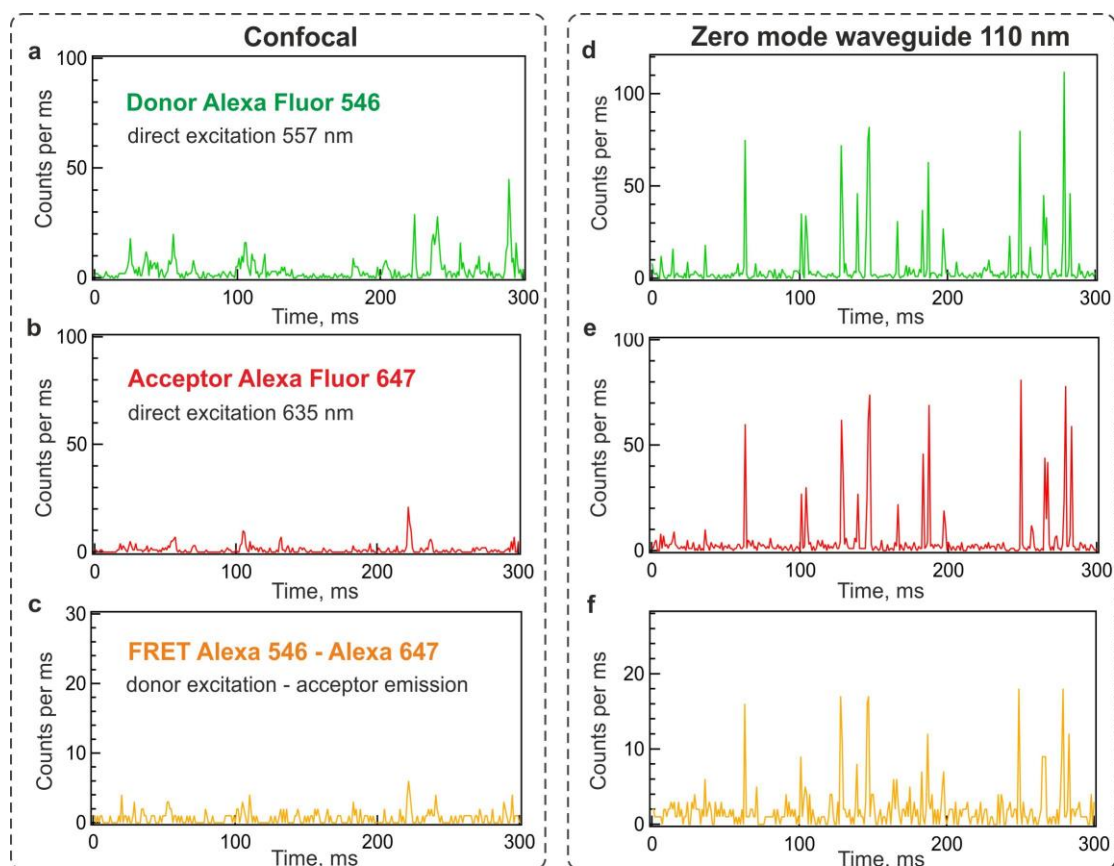 Confocal
a
100
50
0
Counts per ms
Donor Alexa Fluor 546
direct excitation 557 nm
0 100 200 300
Time, ms
b
100
50
0
Counts per ms
Acceptor Alexa Fluor 647
direct excitation 635 nm
0 100 200 300
Time, ms
c
30
20
10
0
Counts per ms
FRET Alexa 546 - Alexa 647
donor excitation - acceptor emission
0 100 200 300
Time, ms
Zero mode waveguide 110 nm
d
100
50
0
Counts per ms
0 100 200 300
Time, ms
e
100
50
0
Counts per ms
0 100 200 300
Time, ms
f
20
10
0
Counts per ms
0 100 200 300
Time, ms